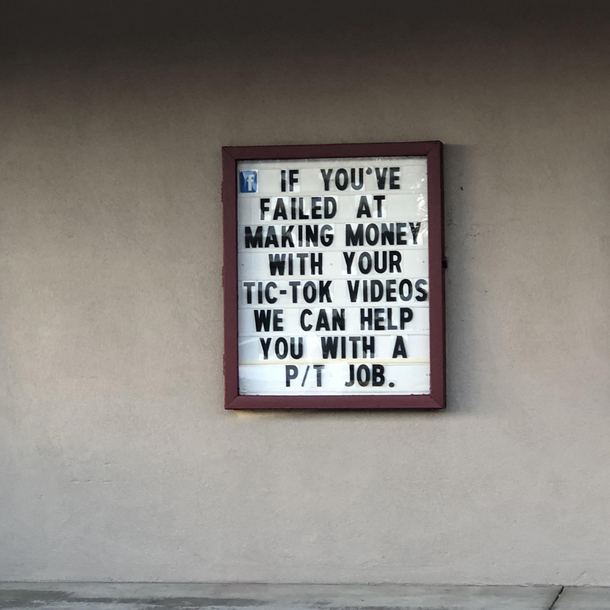 f IF YOU'VE
FAILED AT
MAKING MONEY
WITH YOUR
TIC-TOK VIDEOS
WE CAN HELP
YOU WITH A
P/T JOB.